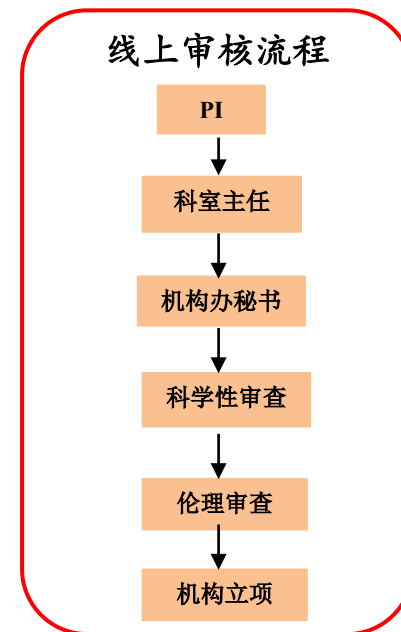 线上审核流程
PI
科室主任
机构办秘书
科学性审查
伦理审查
机构立项